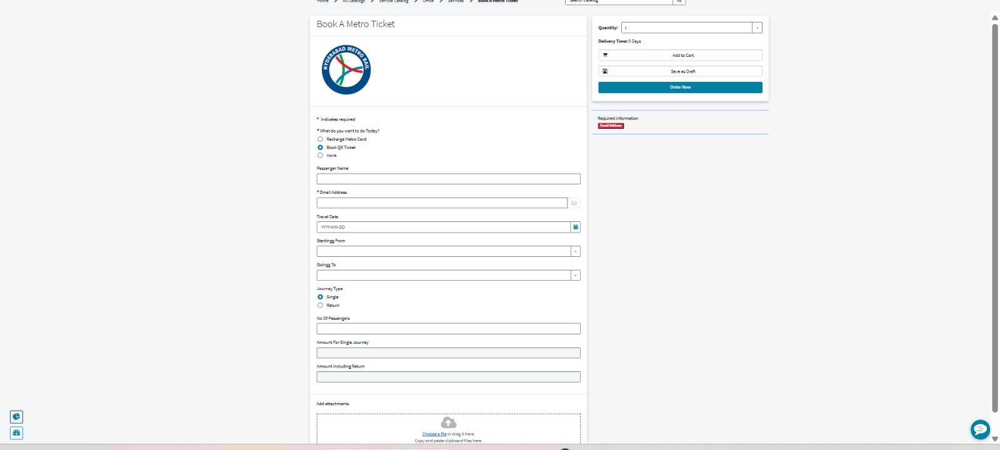 Home > All Catalogs > Service Catalog > Office > Services > Book A Metro Ticket
Search Catalog
Book A Metro Ticket
HYDERABAD METRO RAIL
* Indicates required
* What do you want to do Today?
Recharge Metro Card
Book QR Ticket
none
Passenger Name
* Email Address
Travel Date
YYYY-MM-DD
Startingg From
Goingg To
Journey Type
Single
Return
No Of Passengers
Amount For Single Journey
Amount Including Return
Add attachments
Choose a file or drag it here.
Copy and paste clipboard files here.
Quantity: 1
Delivery Time: 0 Days
Add to Cart
Save as Draft
Order Now
Required information
Email Address